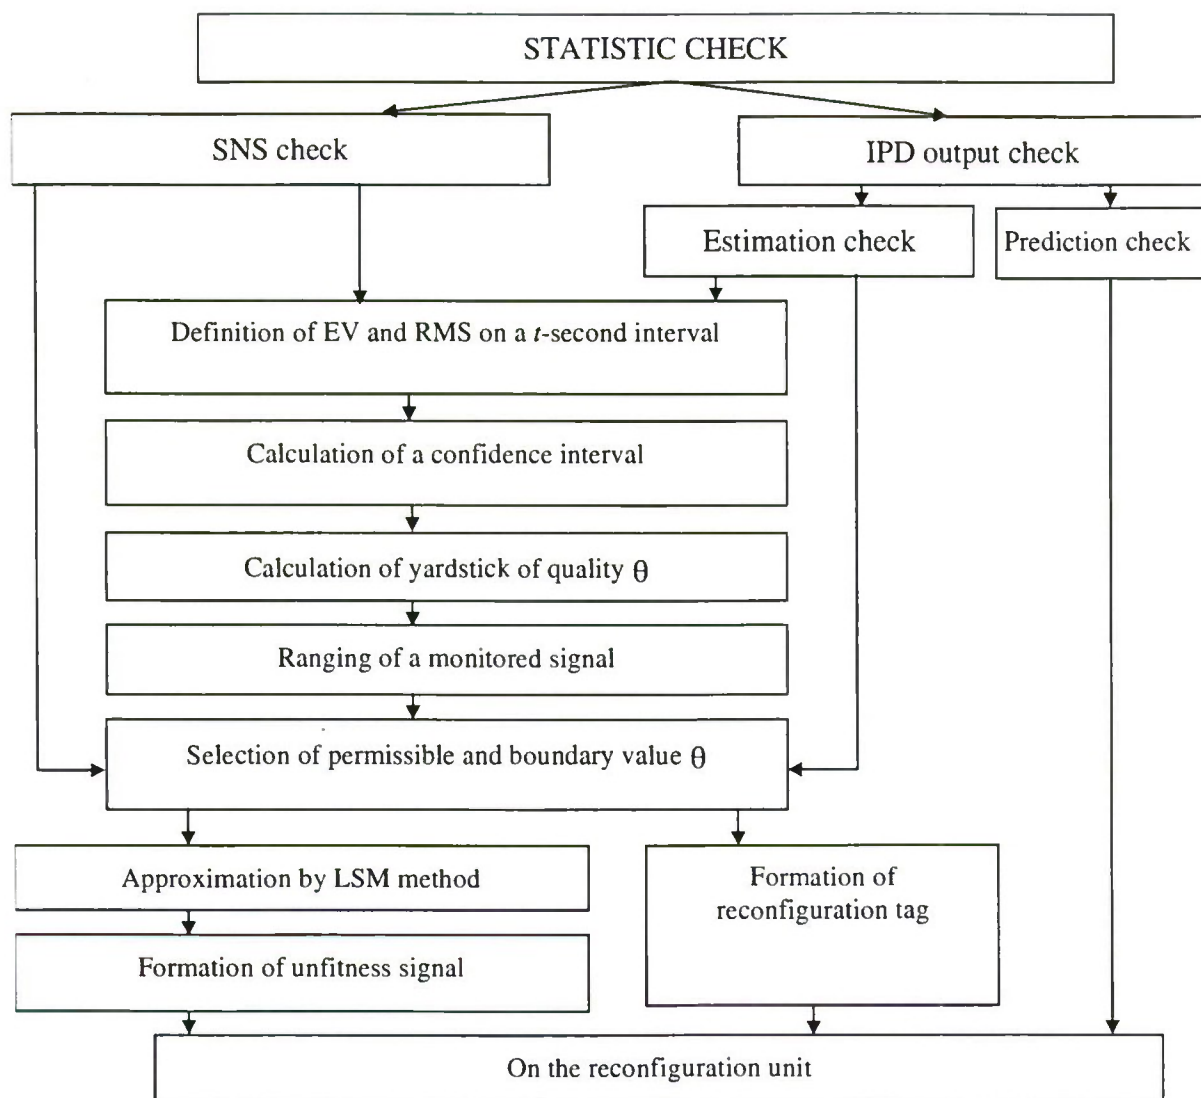 STATISTIC CHECK
SNS check
IPD output check
Estimation check
Prediction check
Definition of EV and RMS on a t-second interval
Calculation of a confidence interval
Calculation of yardstick of quality θ
Ranging of a monitored signal
Selection of permissible and boundary value θ
Approximation by LSM method
Formation of
reconfiguration tag
Formation of unfitness signal
On the reconfiguration unit